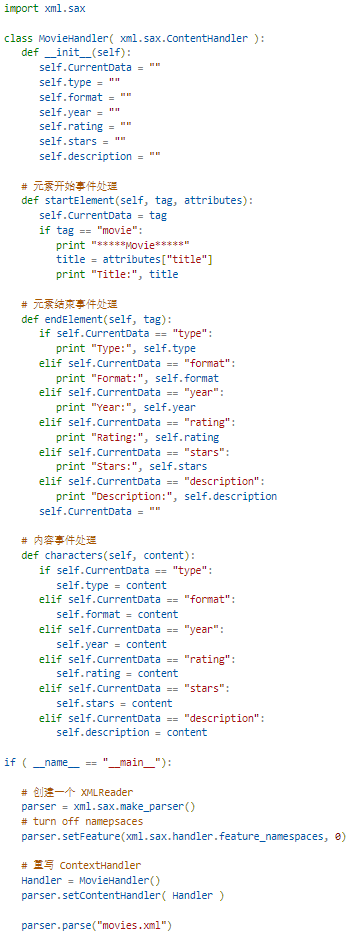 import xml.sax
class MovieHandler( xml.sax.ContentHandler ):
def __init__(self):
self.CurrentData = ""
self.type = ""
self.format = ""
self.year = ""
self.rating = ""
self.stars = ""
self.description = ""
# 元素开始事件处理
def startElement(self, tag, attributes):
self.CurrentData = tag
if tag == "movie":
print "*****Movie*****"
title = attributes["title"]
print "Title:", title
# 元素结束事件处理
def endElement(self, tag):
if self.CurrentData == "type":
print "Type:", self.type
elif self.CurrentData == "format":
print "Format:", self.format
elif self.CurrentData == "year":
print "Year:", self.year
elif self.CurrentData == "rating":
print "Rating:", self.rating
elif self.CurrentData == "stars":
print "Stars:", self.stars
elif self.CurrentData == "description":
print "Description:", self.description
self.CurrentData = ""
# 内容事件处理
def characters(self, content):
if self.CurrentData == "type":
self.type = content
elif self.CurrentData == "format":
self.format = content
elif self.CurrentData == "year":
self.year = content
elif self.CurrentData == "rating":
self.rating = content
elif self.CurrentData == "stars":
self.stars = content
elif self.CurrentData == "description":
self.description = content
if ( __name__ == "__main__"):
# 创建一个 XMLReader
parser = xml.sax.make_parser()
# turn off namepsaces
parser.setFeature(xml.sax.handler.feature_namespaces, 0)
# 重写 ContextHandler
Handler = MovieHandler()
parser.setContentHandler( Handler )
parser.parse("movies.xml")